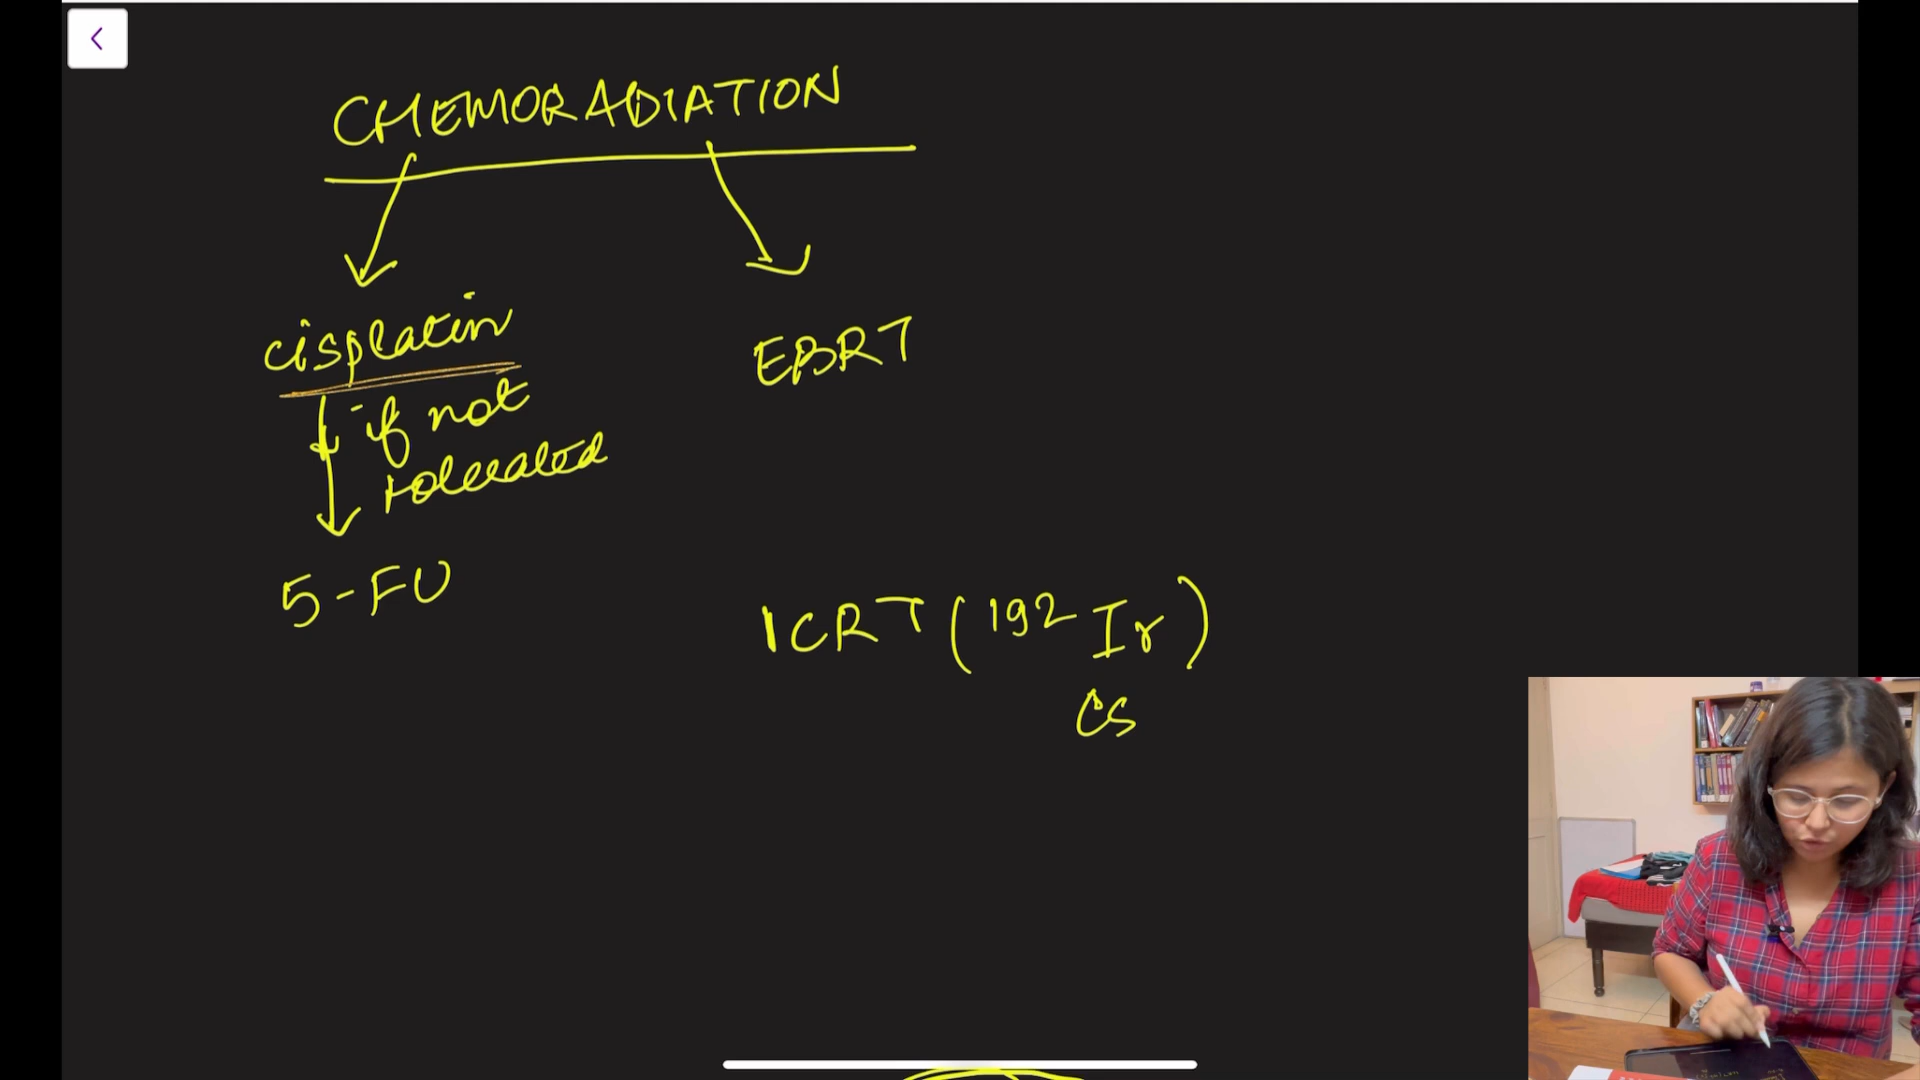 CHEMORADIATION
cisplatin
if not
tolerated
5-FU
EBRT
ICRT (192 Ir)
Cs